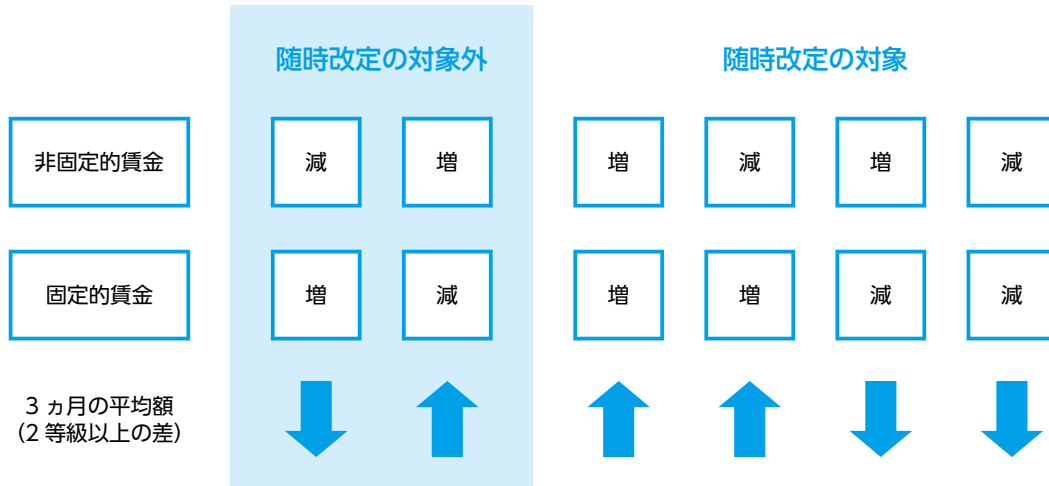 随時改定の対象外 随時改定の対象
非固定的賃金 減 増 増 減 増 減
固定的賃金 増 減 増 増 減 減
3 ヵ月の平均額
(2 等級以上の差)